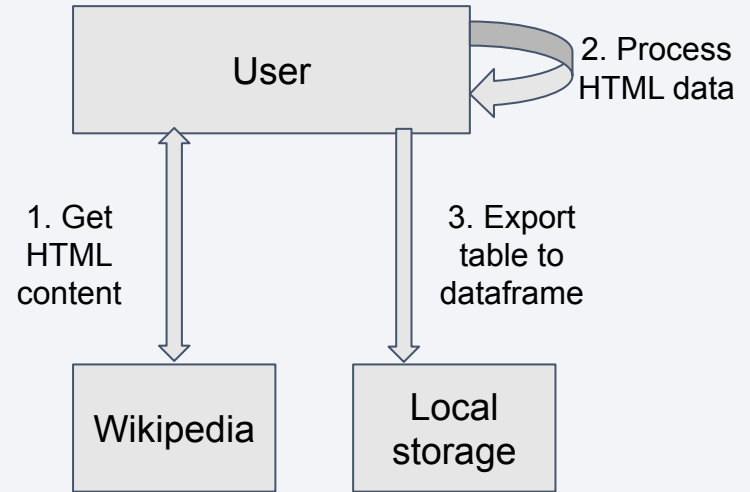 User
2. Process
HTML data
1. Get
HTML
content
3. Export
table to
dataframe
Wikipedia
Local
storage